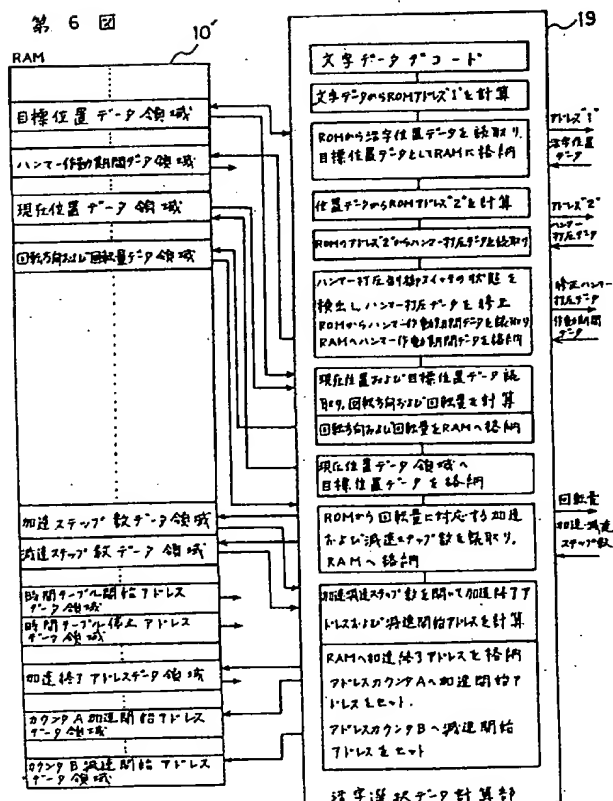 第6図
RAM
10'
目標位置データ領域
ハンマー作動期間データ領域
現在位置データ領域
回転方向および回転量データ領域
加速ステップ数データ領域
減速ステップ数データ領域
時間テーブル開始アドレス
データ領域
時間テーブル停止アドレス
データ領域
加速終了アドレスデータ領域
カウンタA加速開始アドレス
データ領域
カウンタB減速開始アドレス
データ領域
19
文字データデコード
文字データからROMアドレス"1"を計算
ROMから活字位置データを読取り,
目標位置データとしてRAMに格納
位置データからROMアドレス"2"を計算
ROMのアドレス"2"からハンマー打圧データを読取り
ハンマー打圧切換スイッチの状態を
検出し,ハンマー打圧データを修正
ROMからハンマー作動期間データを読取り
RAMへハンマー作動期間データを格納
現在位置および目標位置データ読
取り,回転方向および回転量を計算
回転方向および回転量をRAMへ格納
現在位置データ領域へ
目標位置データを格納
ROMから回転量に対応する加速
および減速ステップ数を読取り,
RAMへ格納
加速減速ステップ数を用いて加速終了ア
ドレスおよび減速開始アドレスを計算
RAMへ加速終了アドレスを格納
アドレスカウンタAへ加速開始ア
ドレスをセット.
アドレスカウンタBへ減速開始
アドレスをセット
活字選択データ計算部
アドレス"1"
活字位置
データ
アドレス"2"
ハンマー
打圧データ
修正ハンマー
打圧データ
作動期間
データ
回転量
加速・減速
ステップ数